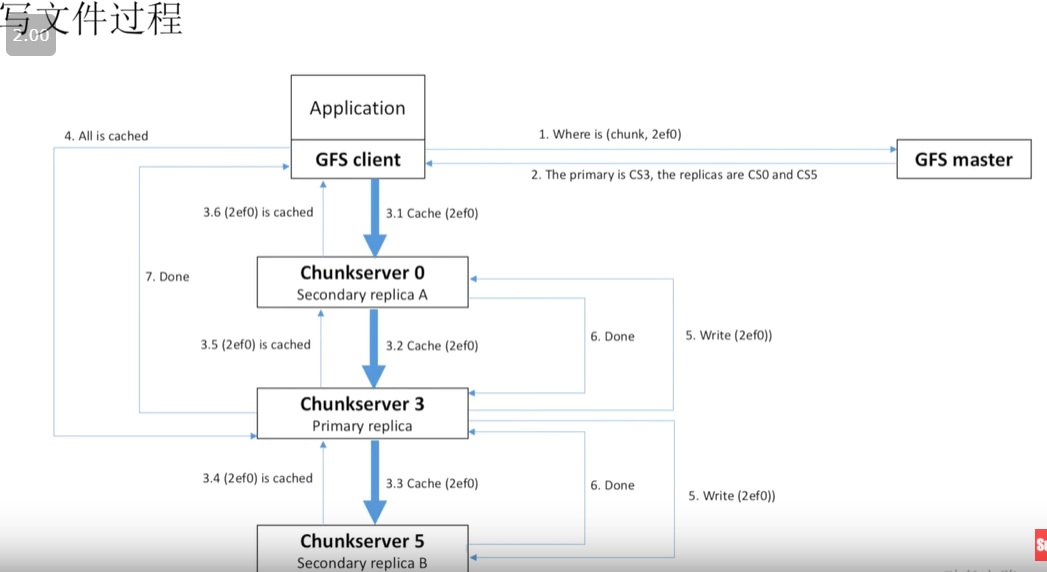 写文件过程
2.00
Application
4. All is cached
1. Where is (chunk, 2ef0)
GFS client
GFS master
2. The primary is CS3, the replicas are CS0 and CS5
3.6 (2ef0) is cached
3.1 Cache (2ef0)
Chunkserver 0
7. Done
Secondary replica A
6. Done
5. Write (2ef0))
3.5 (2ef0) is cached
3.2 Cache (2ef0)
Chunkserver 3
Primary replica
3.4 (2ef0) is cached
3.3 Cache (2ef0)
6. Done
5. Write (2ef0))
Chunkserver 5
Secondary replica B